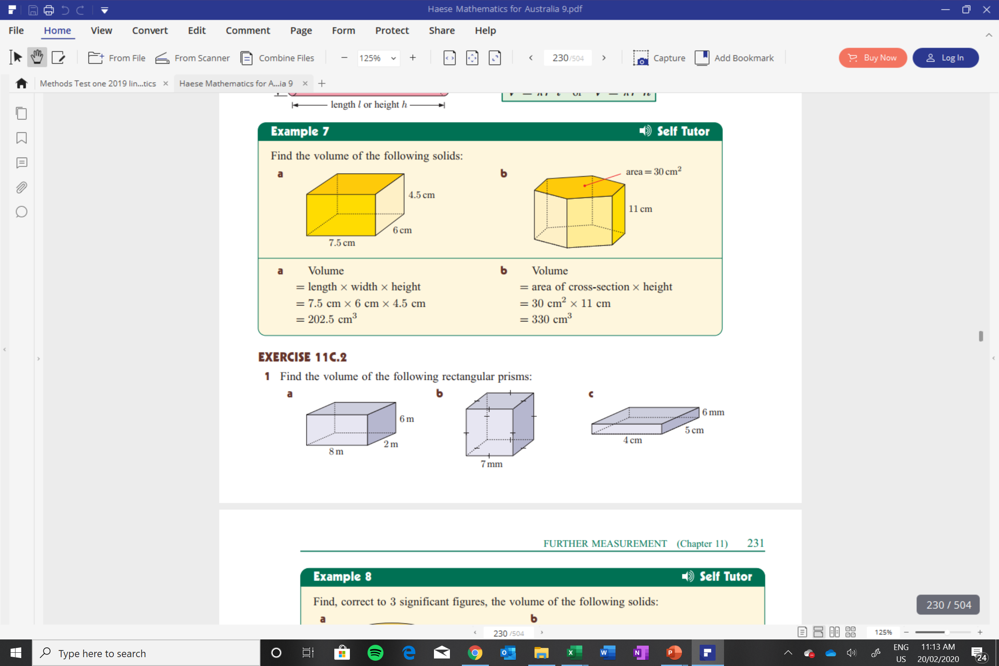 Haese Mathematics for Australia 9.pdf
File Home View Convert Edit Comment Page Form Protect Share Help
From File From Scanner Combine Files 125% 230/504 Capture Add Bookmark Buy Now Log In
Methods Test one 2019 lin...tics × Haese Mathematics for A...ia 9 × +
length l or height h
Example 7 Self Tutor
Find the volume of the following solids:
a b area = 30 cm²
4.5 cm
11 cm
6 cm
7.5 cm
a Volume
= length × width × height
= 7.5 cm × 6 cm × 4.5 cm
= 202.5 cm³
b Volume
= area of cross-section × height
= 30 cm² × 11 cm
= 330 cm³
EXERCISE 11C.2
1 Find the volume of the following rectangular prisms:
a b c
6 m
2 m
8 m
7 mm
6 mm
5 cm
4 cm
FURTHER MEASUREMENT (Chapter 11) 231
Example 8 Self Tutor
Find, correct to 3 significant figures, the volume of the following solids:
a b
230 / 504
230 /504
125%
Type here to search
ENG
US
11:13 AM
20/02/2020
24